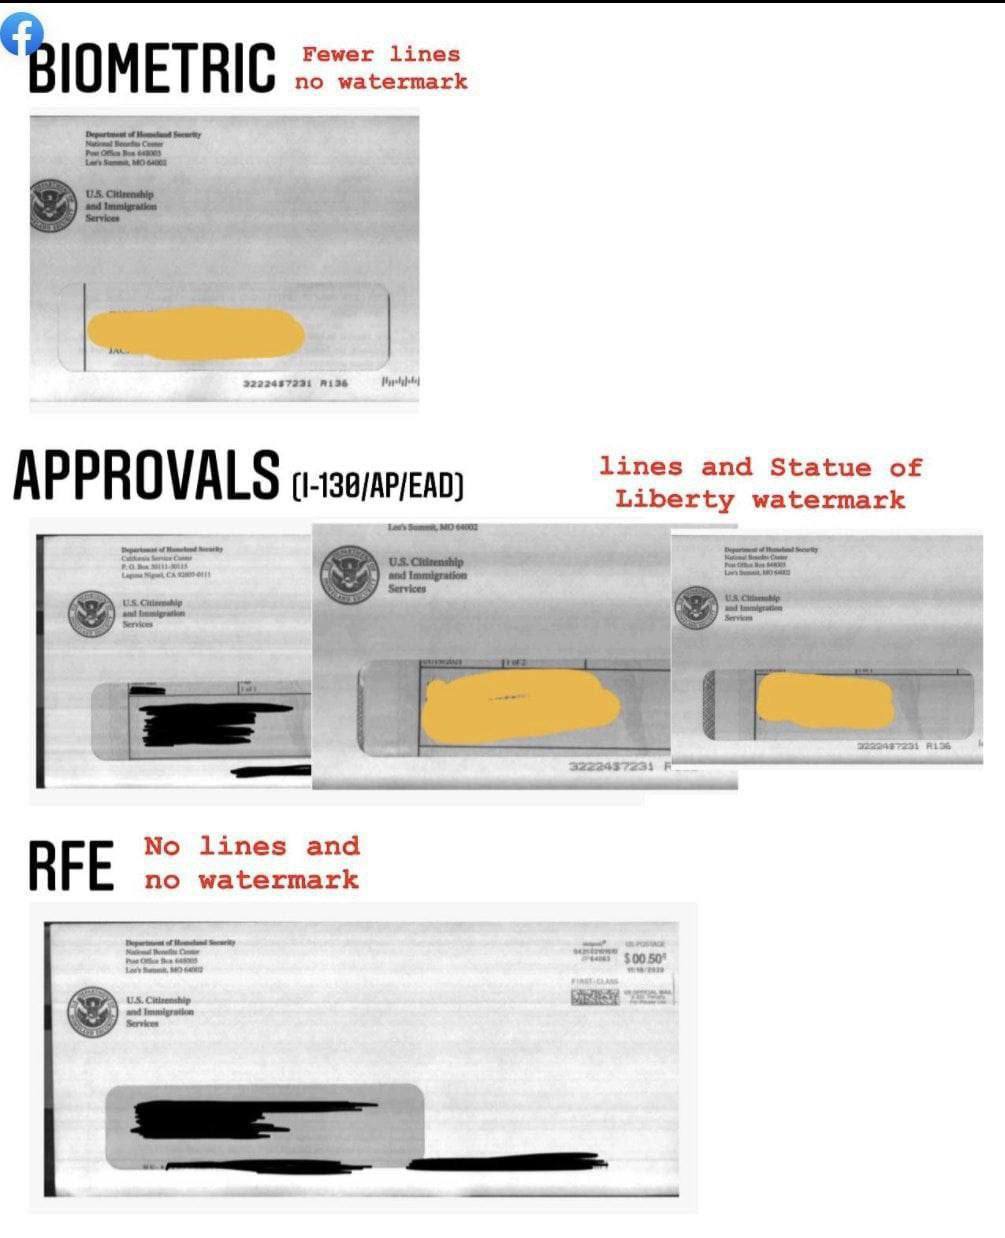 f
BIOMETRIC
Fewer lines
no watermark
Department of Homeland Security
National Benefits Center
Post Office Box 648003
Lee's Summit, MO 64002
U.S. Citizenship
and Immigration
Services
3222487231 R136
APPROVALS (I-130/AP/EAD)
lines and Statue of
Liberty watermark
Department of Homeland Security
California Service Center
P. O. Box 30111-30115
Laguna Niguel, CA 92607-0111
U.S. Citizenship
and Immigration
Services
1 of 1
Lee's Summit, MO 64002
U.S. Citizenship
and Immigration
Services
1 of 2
3222487231
Department of Homeland Security
National Benefits Center
Post Office Box 648003
Lee's Summit, MO 64002
U.S. Citizenship
and Immigration
Services
3222487231 R136
RFE
No lines and
no watermark
Department of Homeland Security
National Benefits Center
Post Office Box 648003
Lee's Summit, MO 64002
US POSTAGE
$00.50
FIRST-CLASS
US OFFICIAL MAIL
U.S. Citizenship
and Immigration
Services